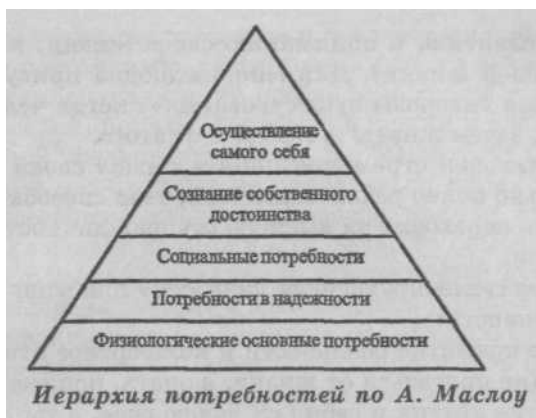 Осуществление
самого себя
Сознание собственного
достоинства
Социальные потребности
Потребности в надежности
Физиологические основные потребности
Иерархия потребностей по А. Маслоу